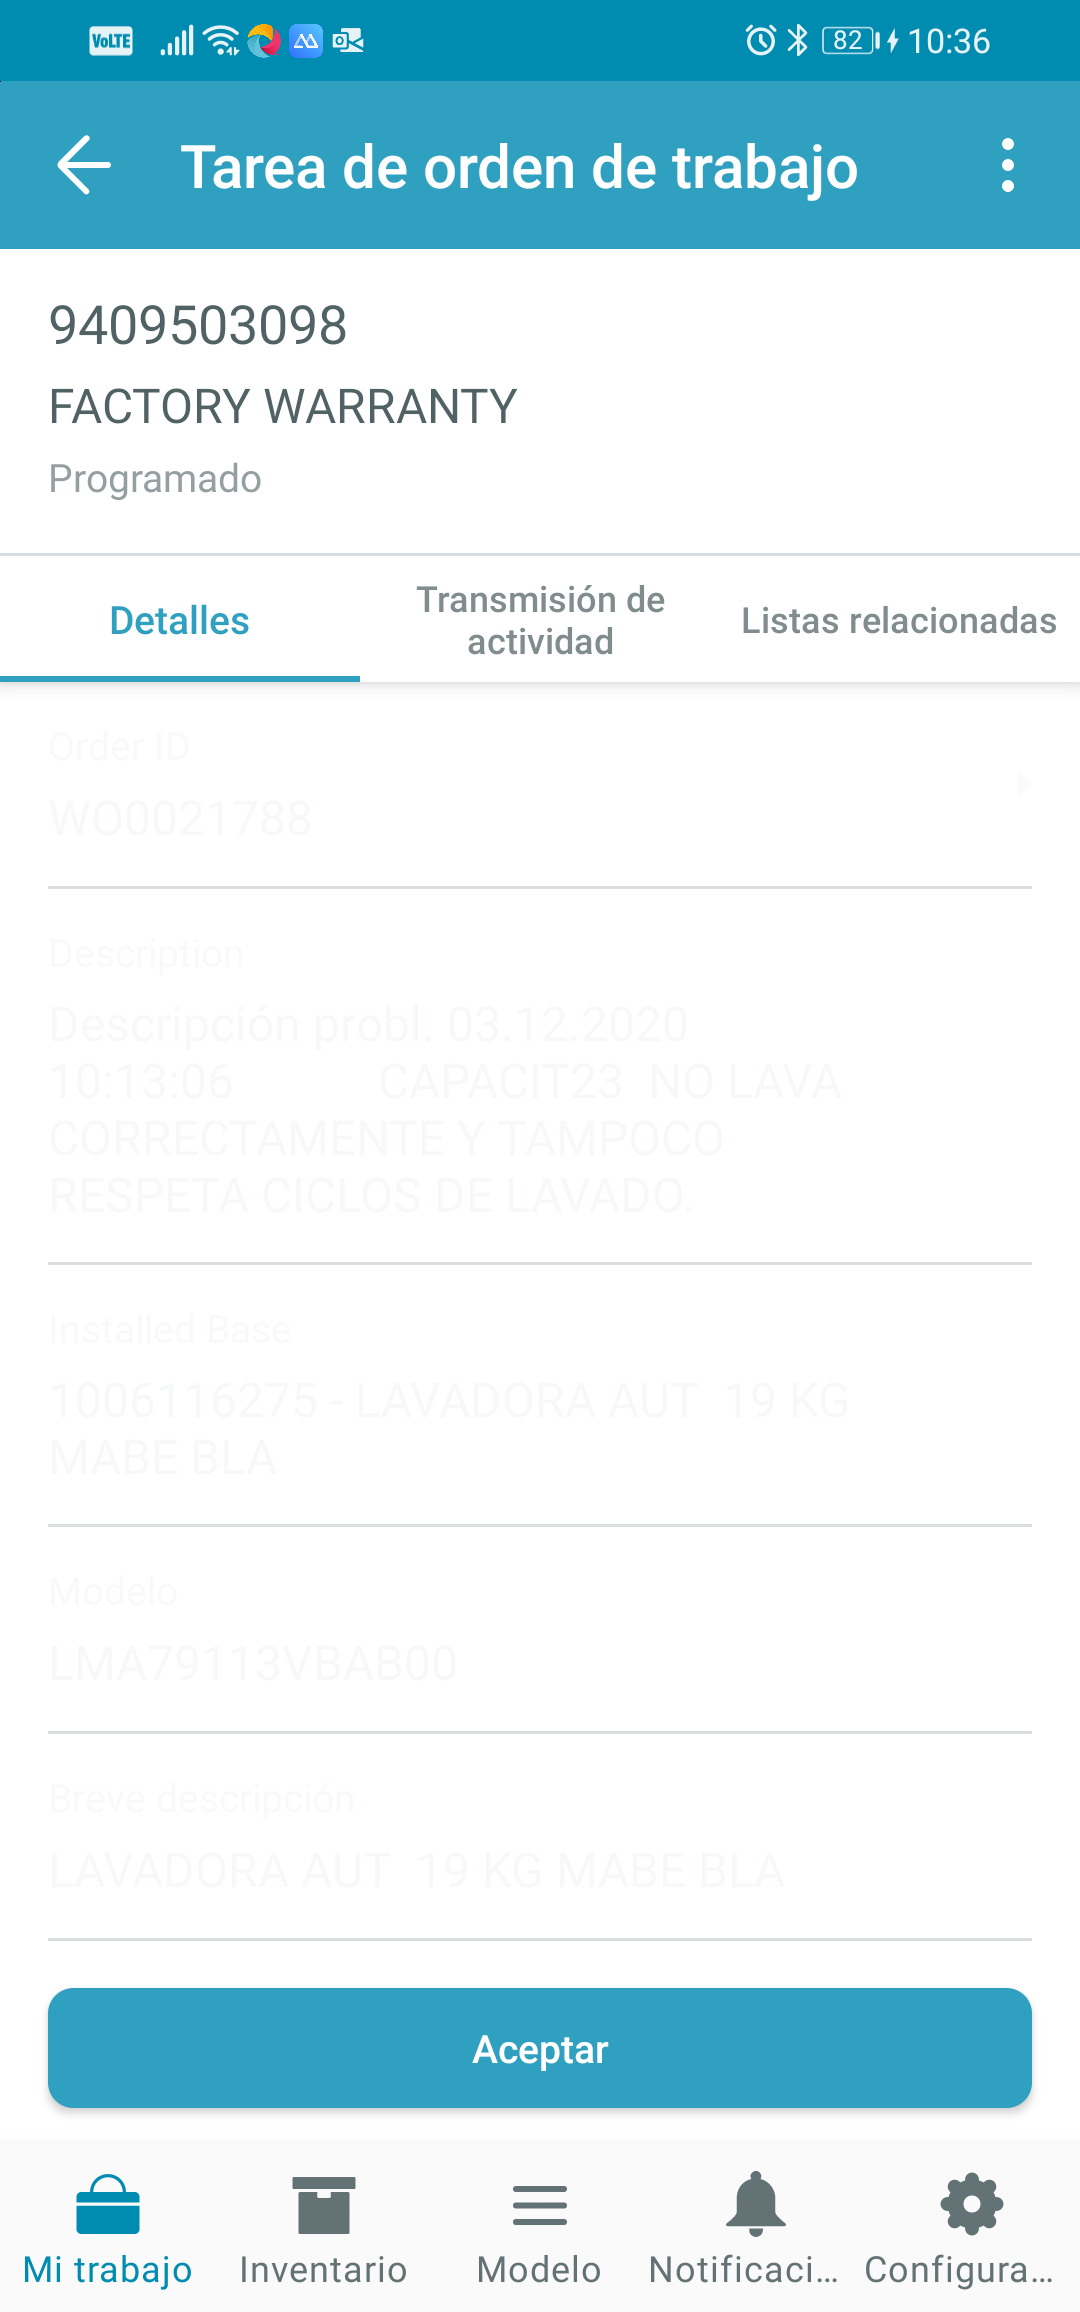 VoLTE 82 10:36
Tarea de orden de trabajo
9409503098
FACTORY WARRANTY
Programado
Detalles
Transmisión de
actividad
Listas relacionadas
Order ID
WO0021788
Description
Descripción probl. 03.12.2020
10:13:06 CAPACIT23 NO LAVA
CORRECTAMENTE Y TAMPOCO
RESPETA CICLOS DE LAVADO.
Installed Base
1006116275 - LAVADORA AUT 19 KG
MABE BLA
Modelo
LMA79113VBAB00
Breve descripción
LAVADORA AUT 19 KG MABE BLA
Aceptar
Mi trabajo
Inventario
Modelo
Notificaci...
Configura...